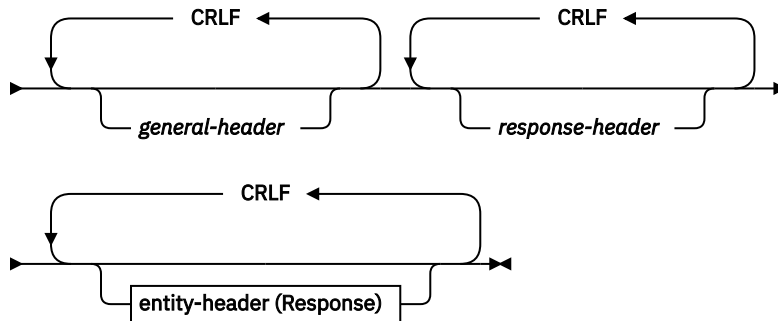 CRLF CRLF
general-header response-header
CRLF
entity-header (Response)